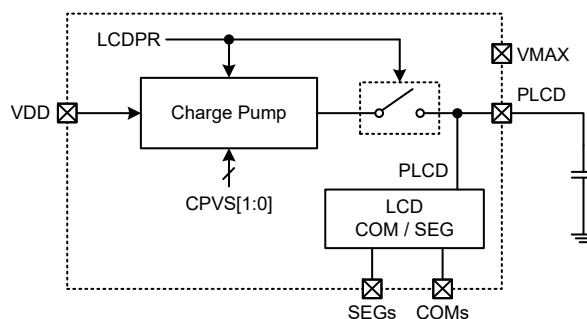 LCDPR
VMAX
PLCD
VDD
Charge Pump
PLCD
CPVS[1:0]
LCD
COM / SEG
SEGs
COMs